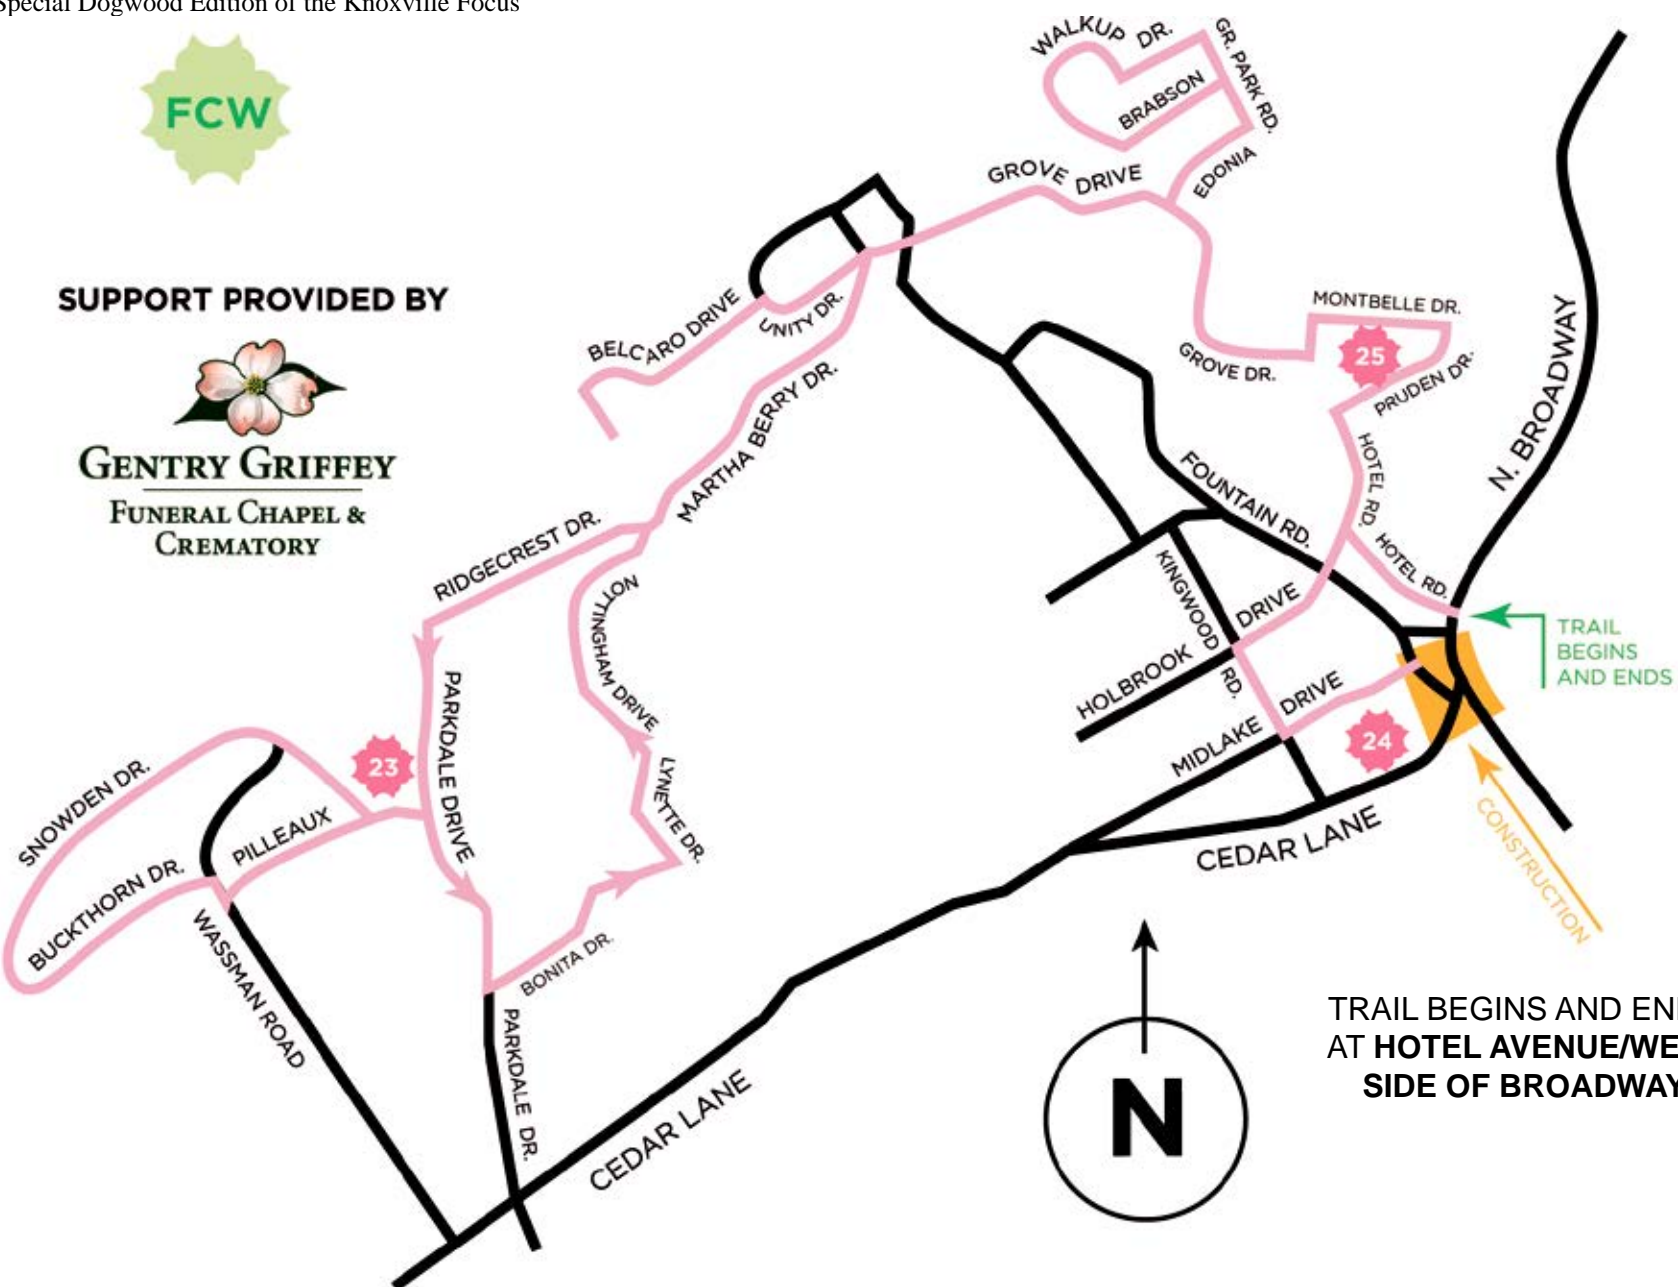 Special Dogwood Edition of the Knoxville Focus
FCW
SUPPORT PROVIDED BY
GENTRY GRIFFEY
FUNERAL CHAPEL &
CREMATORY
WALKUP DR.
GR. PARK RD.
BRABSON
EDONIA
GROVE DRIVE
MONTBELLE DR.
25
GROVE DR.
PRUDEN DR.
BELCARO DRIVE
UNITY DR.
MARTHA BERRY DR.
N. BROADWAY
HOTEL RD.
FOUNTAIN RD.
HOTEL RD.
RIDGECREST DR.
NOTTINGHAM DRIVE
KINGWOOD RD.
HOLBROOK DRIVE
TRAIL
BEGINS
AND ENDS
MIDLAKE DRIVE
24
PARKDALE DRIVE
23
LYNETTE DR.
SNOWDEN DR.
PILLEAUX
BUCKTHORN DR.
CEDAR LANE
CONSTRUCTION
WASSMAN ROAD
BONITA DR.
PARKDALE DR.
CEDAR LANE
N
TRAIL BEGINS AND EN
AT HOTEL AVENUE/WE
SIDE OF BROADWAY